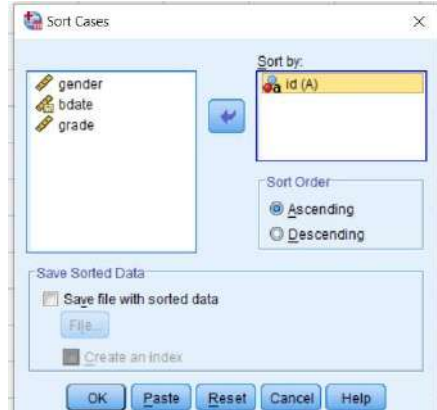 Sort Cases
gender
bdate
grade
Sort by:
id (A)
Sort Order
Ascending
Descending
Save Sorted Data
Save file with sorted data
File...
Create an index
OK Paste Reset Cancel Help